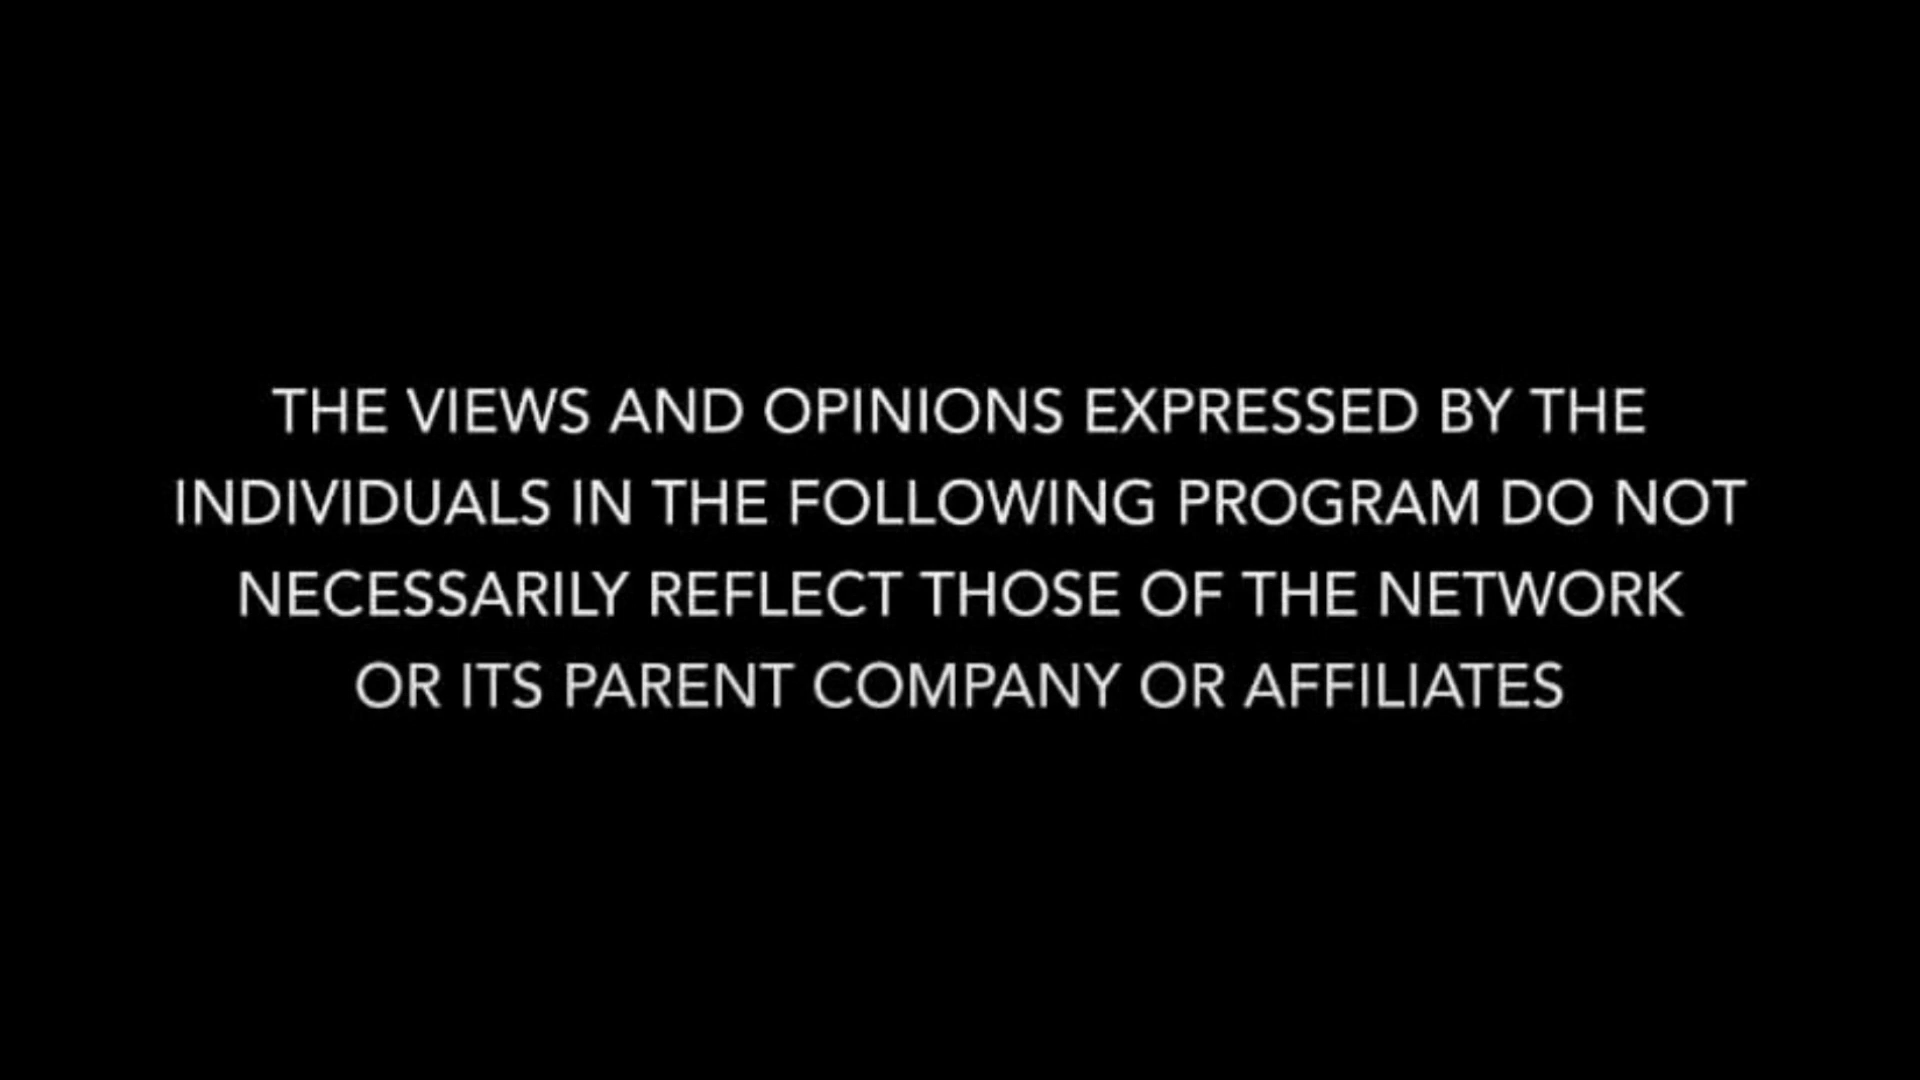 THE VIEWS AND OPINIONS EXPRESSED BY THE
INDIVIDUALS IN THE FOLLOWING PROGRAM DO NOT
NECESSARILY REFLECT THOSE OF THE NETWORK
OR ITS PARENT COMPANY OR AFFILIATES